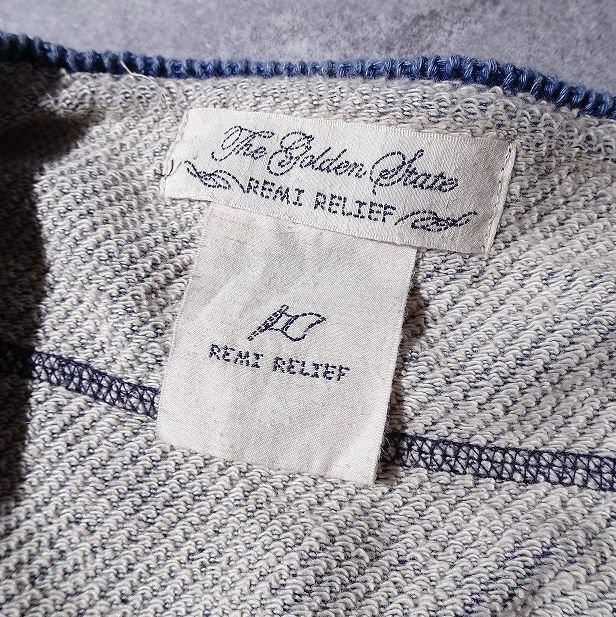 The Golden State
REMI RELIEF
REMI RELIEF